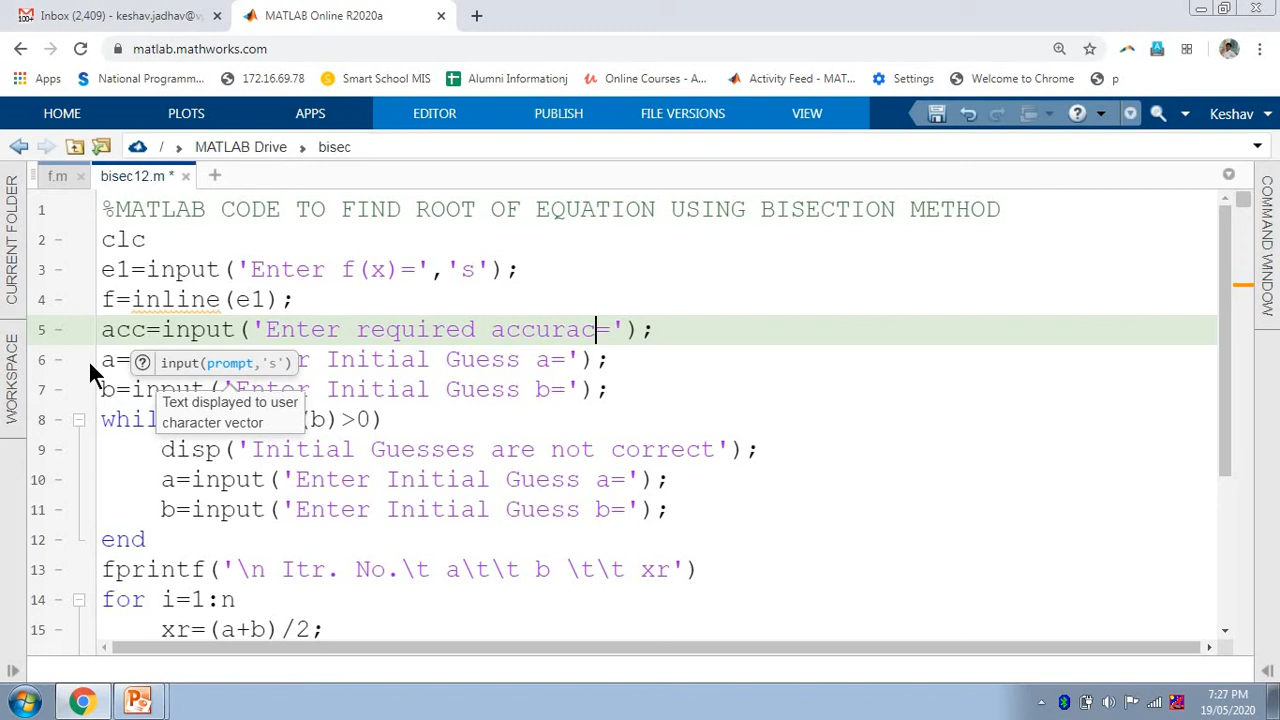 Inbox (2,409) - keshav.jadhav@v
MATLAB Online R2020a
matlab.mathworks.com
Apps
National Programm...
172.16.69.78
Smart School MIS
Alumni Informationj
Online Courses - A...
Activity Feed - MAT...
Settings
Welcome to Chrome
p
HOME
PLOTS
APPS
EDITOR
PUBLISH
FILE VERSIONS
VIEW
Keshav
/ MATLAB Drive bisec
f.m
bisec12.m *
CURRENT FOLDER
WORKSPACE
COMMAND WINDOW
1 %MATLAB CODE TO FIND ROOT OF EQUATION USING BISECTION METHOD
2 - clc
3 - e1=input('Enter f(x)=','s');
4 - f=inline(e1);
5 - acc=input('Enter required accurac=');
6 - a= r Initial Guess a=');
input(prompt,'s')
7 - b=input('Enter Initial Guess b=');
Text displayed to user
character vector
8 - whil (b)>0)
9 - disp('Initial Guesses are not correct');
10 - a=input('Enter Initial Guess a=');
11 - b=input('Enter Initial Guess b=');
12 - end
13 - fprintf('\n Itr. No.\t a\t\t b \t\t xr')
14 - for i=1:n
15 - xr=(a+b)/2;
7:27 PM
19/05/2020